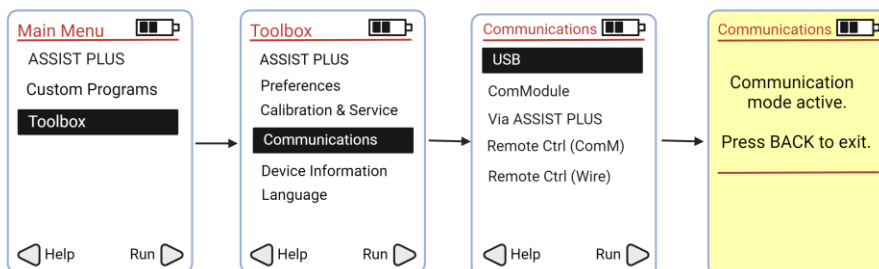 Main Menu
ASSIST PLUS
Custom Programs
Toolbox
Help Run
Toolbox
ASSIST PLUS
Preferences
Calibration & Service
Communications
Device Information
Language
Help Run
Communications
USB
ComModule
Via ASSIST PLUS
Remote Ctrl (ComM)
Remote Ctrl (Wire)
Help Run
Communications
Communication
mode active.
Press BACK to exit.